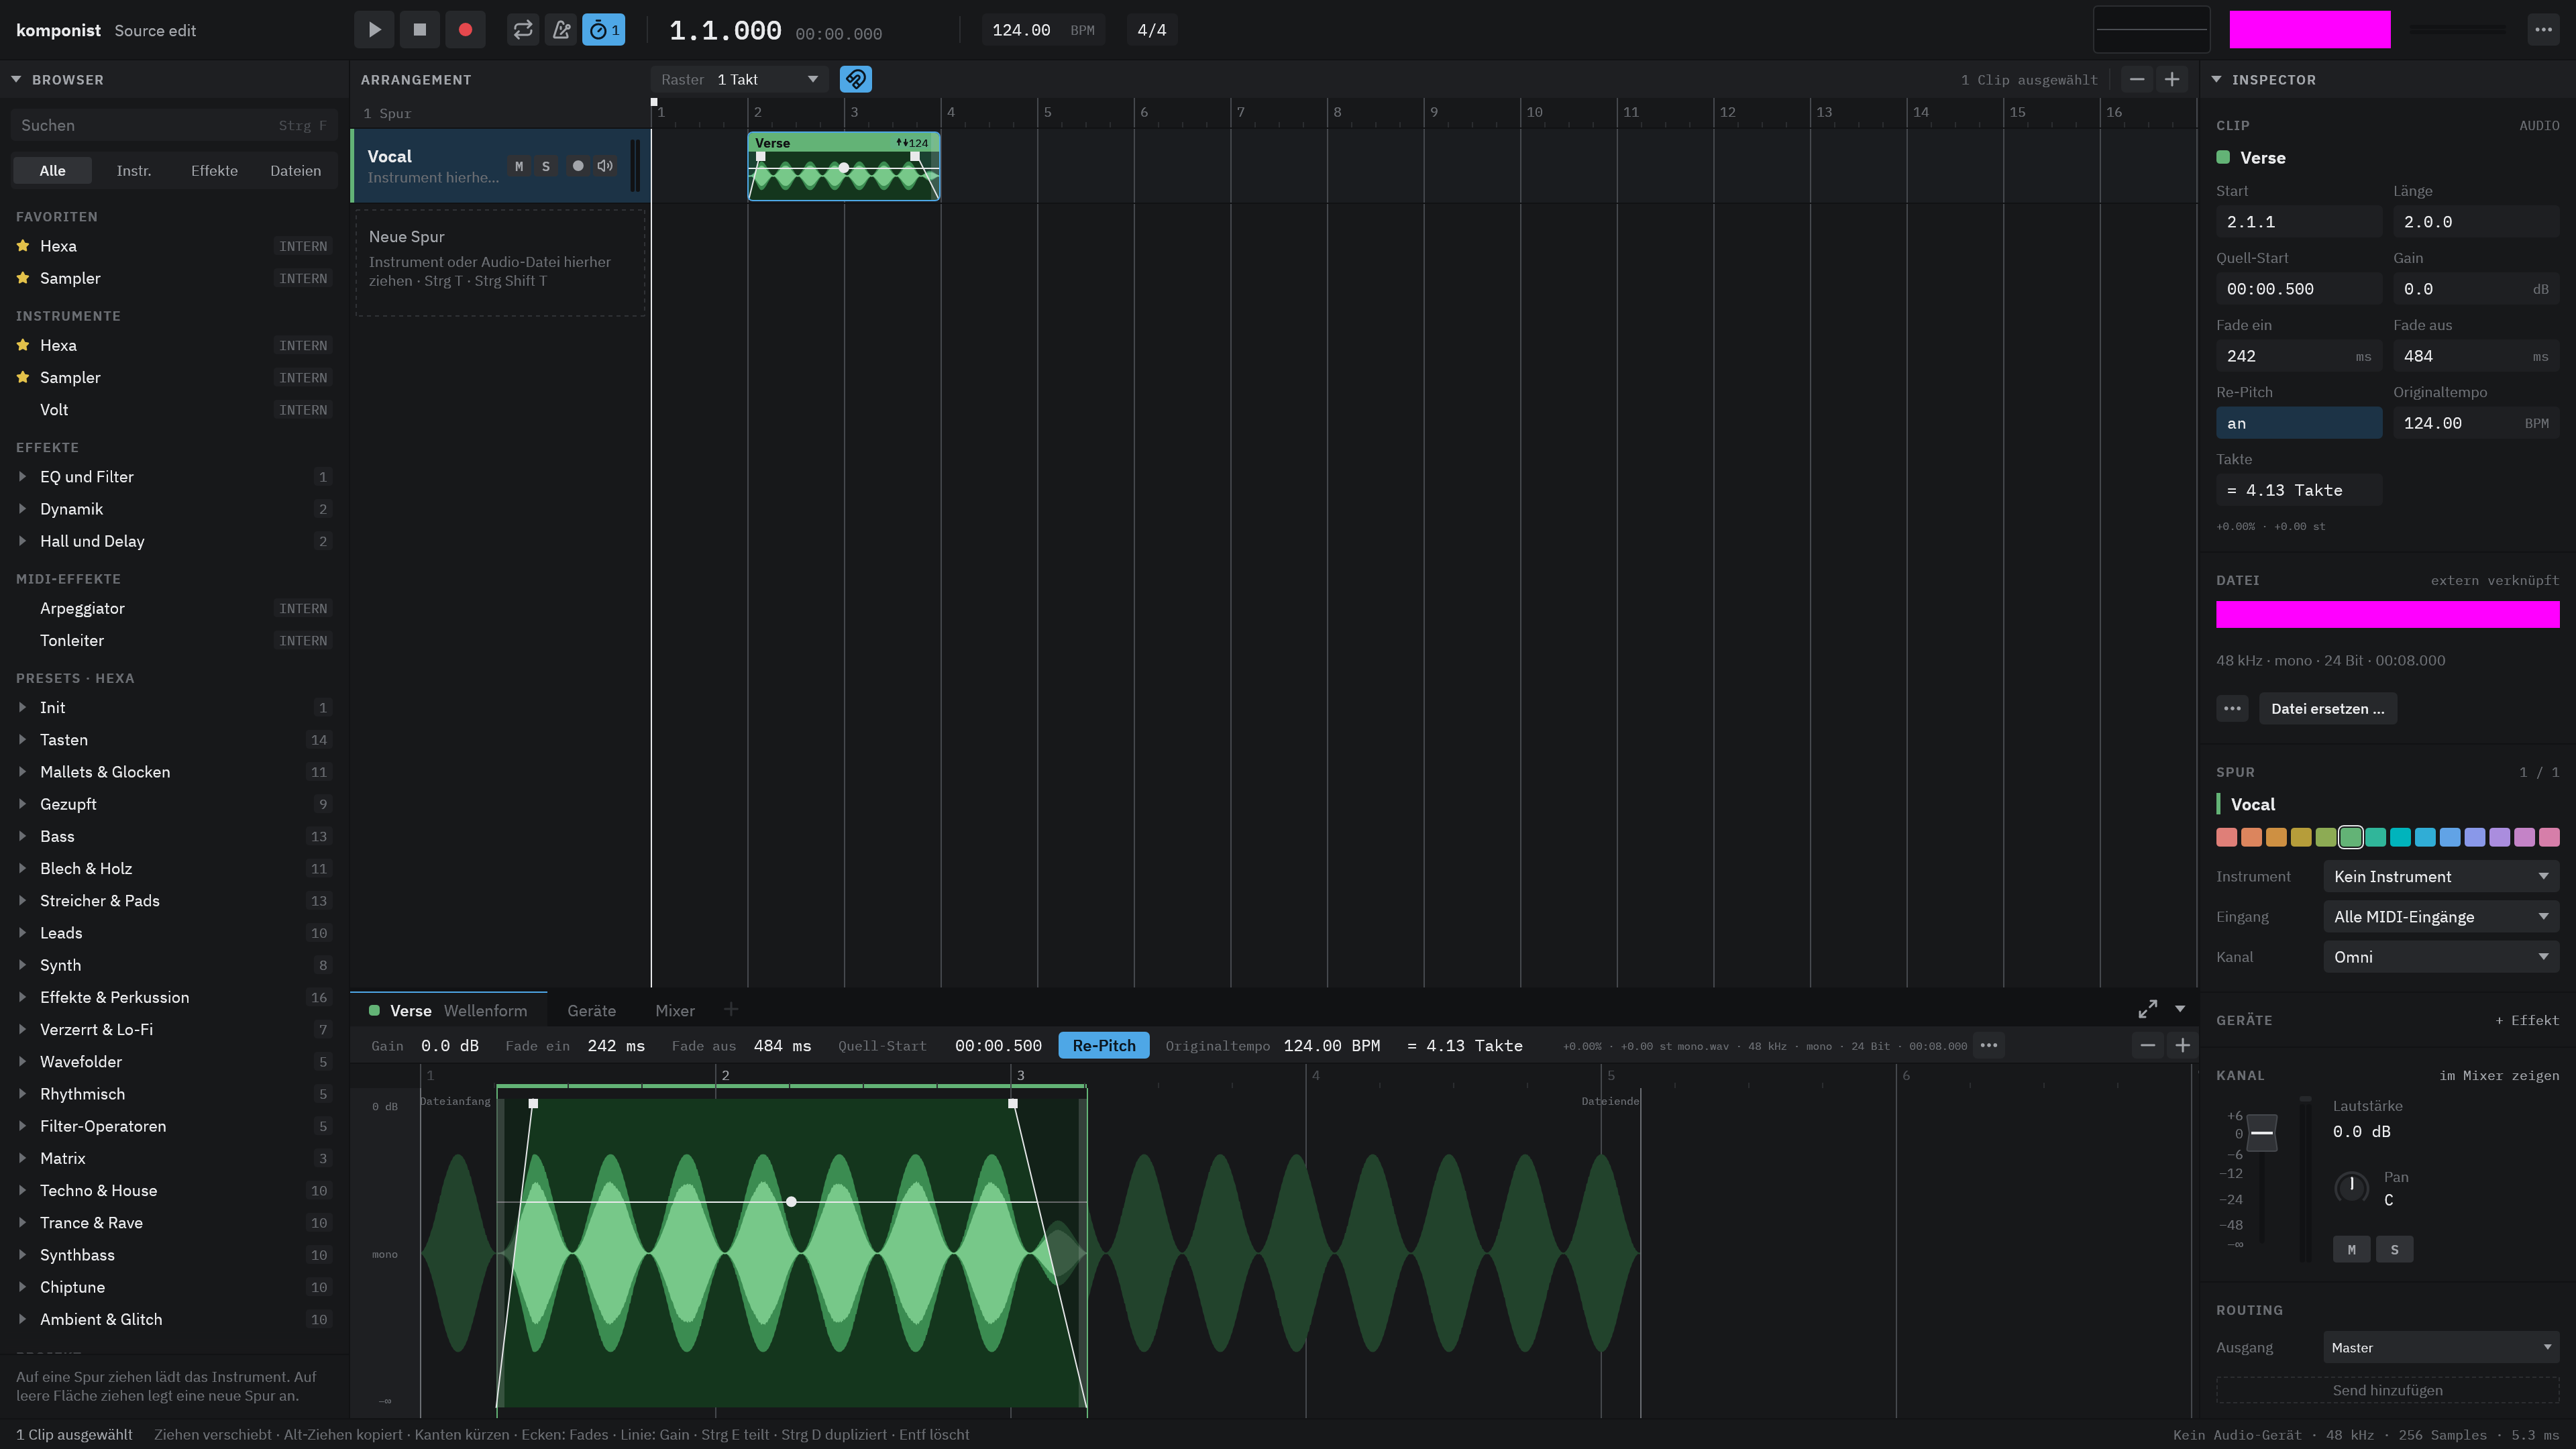 komponist Source edit
1
1.1.000 00:00.000
124.00 BPM
4/4
BROWSER
Suchen Strg F
Alle Instr. Effekte Dateien
FAVORITEN
Hexa INTERN
Sampler INTERN
INSTRUMENTE
Hexa INTERN
Sampler INTERN
Volt INTERN
EFFEKTE
EQ und Filter 1
Dynamik 2
Hall und Delay 2
MIDI-EFFEKTE
Arpeggiator INTERN
Tonleiter INTERN
PRESETS · HEXA
Init 1
Tasten 14
Mallets & Glocken 11
Gezupft 9
Bass 13
Blech & Holz 11
Streicher & Pads 13
Leads 10
Synth 8
Effekte & Perkussion 16
Verzerrt & Lo-Fi 7
Wavefolder 5
Rhythmisch 5
Filter-Operatoren 5
Matrix 3
Techno & House 10
Trance & Rave 10
Synthbass 10
Chiptune 10
Ambient & Glitch 10
Auf eine Spur ziehen lädt das Instrument. Auf
leere Fläche ziehen legt eine neue Spur an.
ARRANGEMENT
Raster 1 Takt
1 Clip ausgewählt
1 Spur
1 2 3 4 5 6 7 8 9 10 11 12 13 14 15 16
Vocal
Instrument hierhe...
M S
Verse 124
Neue Spur
Instrument oder Audio-Datei hierher
ziehen · Strg T · Strg Shift T
Verse Wellenform Geräte Mixer
Gain 0.0 dB Fade ein 242 ms Fade aus 484 ms Quell-Start 00:00.500 Re-Pitch Originaltempo 124.00 BPM = 4.13 Takte +0.00% · +0.00 st mono.wav · 48 kHz · mono · 24 Bit · 00:08.000
1 2 3 4 5 6
0 dB
Dateianfang
Dateiende
mono
-∞
INSPECTOR
CLIP AUDIO
Verse
Start Länge
2.1.1 2.0.0
Quell-Start Gain
00:00.500 0.0 dB
Fade ein Fade aus
242 ms 484 ms
Re-Pitch Originaltempo
an 124.00 BPM
Takte
= 4.13 Takte
+0.00% · +0.00 st
DATEI extern verknüpft
48 kHz · mono · 24 Bit · 00:08.000
Datei ersetzen ...
SPUR 1 / 1
Vocal
Instrument Kein Instrument
Eingang Alle MIDI-Eingänge
Kanal Omni
GERÄTE + Effekt
KANAL im Mixer zeigen
+6
0
-6
-12
-24
-48
-∞
Lautstärke
0.0 dB
Pan
C
M S
ROUTING
Ausgang Master
Send hinzufügen
1 Clip ausgewählt Ziehen verschiebt · Alt-Ziehen kopiert · Kanten kürzen · Ecken: Fades · Linie: Gain · Strg E teilt · Strg D dupliziert · Entf löscht
Kein Audio-Gerät · 48 kHz · 256 Samples · 5.3 ms